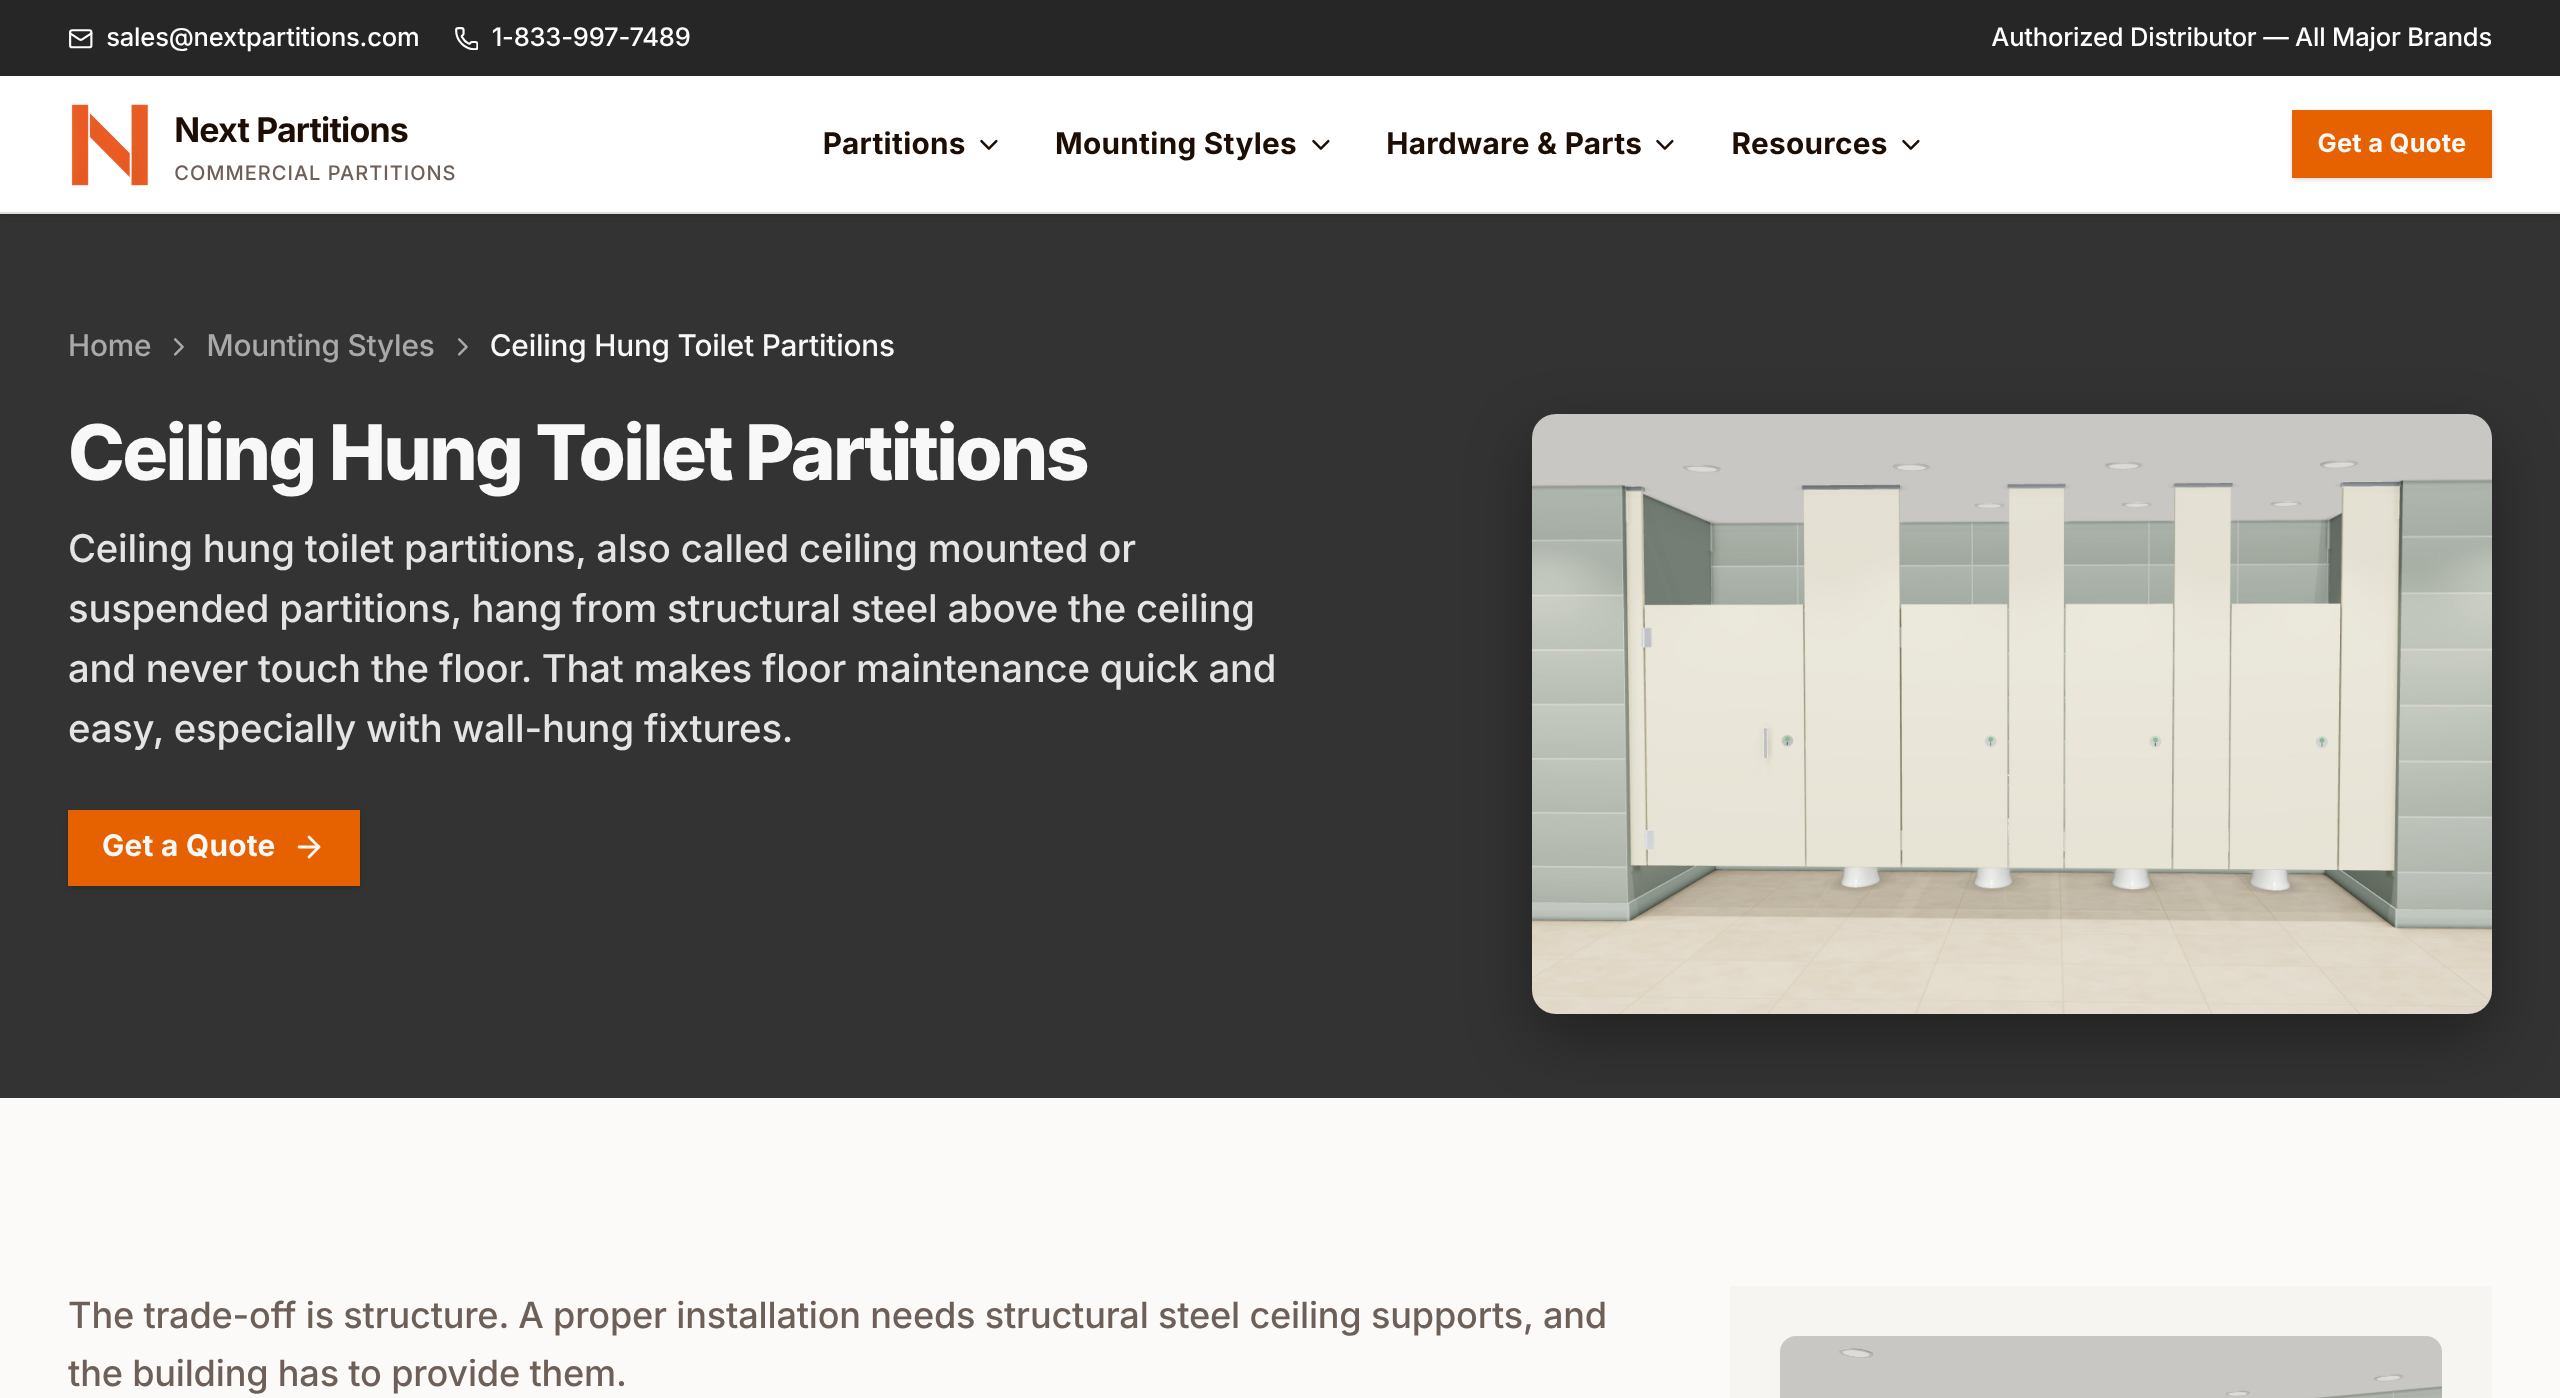 sales@nextpartitions.com 1-833-997-7489 Authorized Distributor — All Major Brands
Next Partitions
COMMERCIAL PARTITIONS
Partitions Mounting Styles Hardware & Parts Resources Get a Quote
Home > Mounting Styles > Ceiling Hung Toilet Partitions
Ceiling Hung Toilet Partitions
Ceiling hung toilet partitions, also called ceiling mounted or
suspended partitions, hang from structural steel above the ceiling
and never touch the floor. That makes floor maintenance quick and
easy, especially with wall-hung fixtures.
Get a Quote →
The trade-off is structure. A proper installation needs structural steel ceiling supports, and
the building has to provide them.